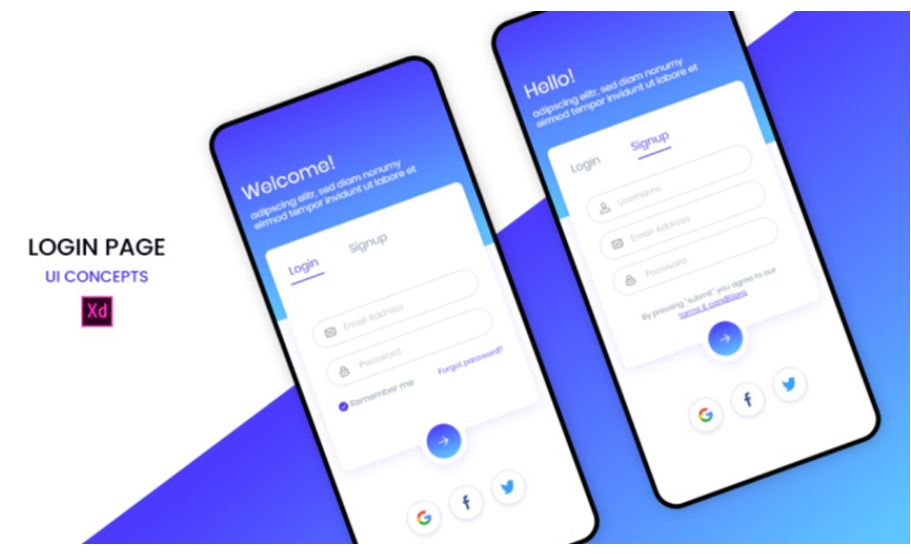 LOGIN PAGE
UI CONCEPTS
Xd
Welcome!
adipscing elitr, sed diam nonumy
eirmod tempor invidunt ut labore et
Login
Signup
Email Address
Password
Remember me
Forgot password?
Hello!
adipscing elitr, sed diam nonumy
eirmod tempor invidunt ut labore et
Login
Signup
Username
Email Address
Password
By pressing "submit" you agree to our
terms & conditions